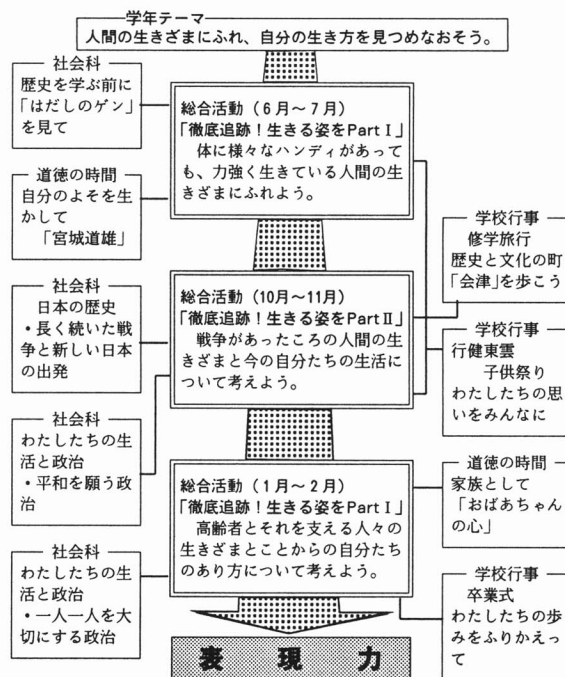 学年テーマ
人間の生きざまにふれ、自分の生き方を見つめなおそう。
社会科
歴史を学ぶ前に
「はだしのゲン」
を見て
道徳の時間
自分のよそを生
かして
「宮城道雄」
社会科
日本の歴史
・長く続いた戦
争と新しい日本
の出発
社会科
わたしたちの生
活と政治
・平和を願う政
治
社会科
わたしたちの生
活と政治
・一人一人を大
切にする政治
総合活動（6月〜7月）
「徹底追跡！生きる姿をPartⅠ」
体に様々なハンディがあって
も、力強く生きている人間の生
きざまにふれよう。
総合活動（10月〜11月）
「徹底追跡！生きる姿をPartⅡ」
戦争があったころの人間の生
きざまと今の自分たちの生活に
ついて考えよう。
総合活動（1月〜2月）
「徹底追跡！生きる姿をPartⅠ」
高齢者とそれを支える人々の
生きざまとことからの自分たち
のあり方について考えよう。
学校行事
修学旅行
歴史と文化の町
「会津」を歩こう
学校行事
行健東雲
子供祭り
わたしたちの思
いをみんなに
道徳の時間
家族として
「おばあちゃん
の心」
学校行事
卒業式
わたしたちの歩
みをふりかえっ
て
表現力